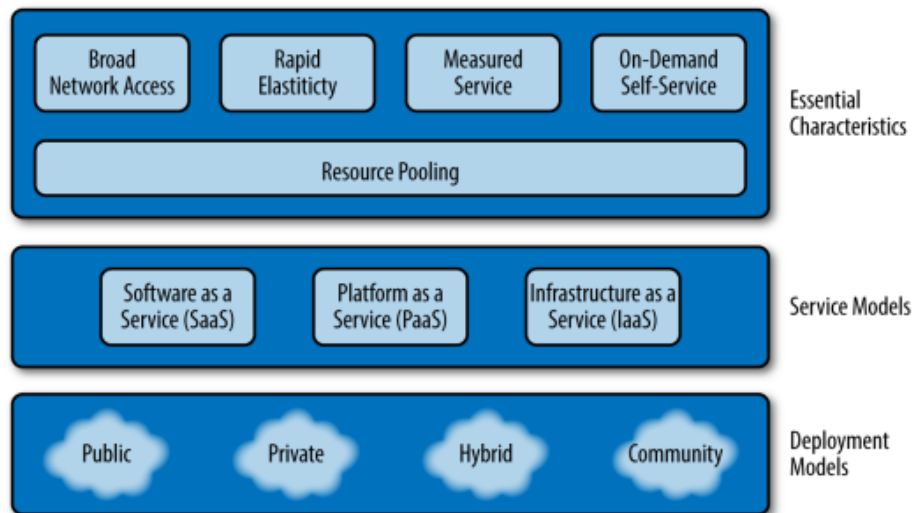 Broad
Network Access
Rapid
Elastiticty
Measured
Service
On-Demand
Self-Service
Essential
Characteristics
Resource Pooling
Software as a
Service (SaaS)
Platform as a
Service (PaaS)
Infrastructure as a
Service (IaaS)
Service Models
Public
Private
Hybrid
Community
Deployment
Models